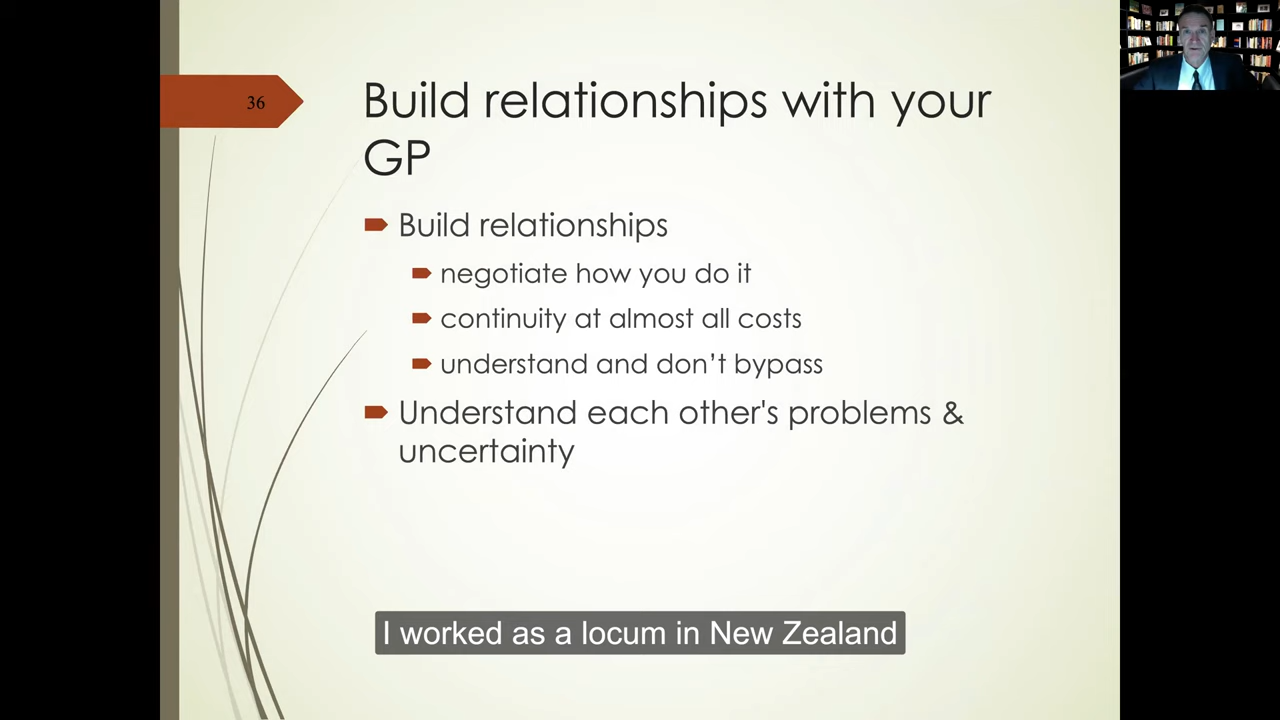 36
Build relationships with your
GP
Build relationships
negotiate how you do it
continuity at almost all costs
understand and don’t bypass
Understand each other's problems &
uncertainty
I worked as a locum in New Zealand